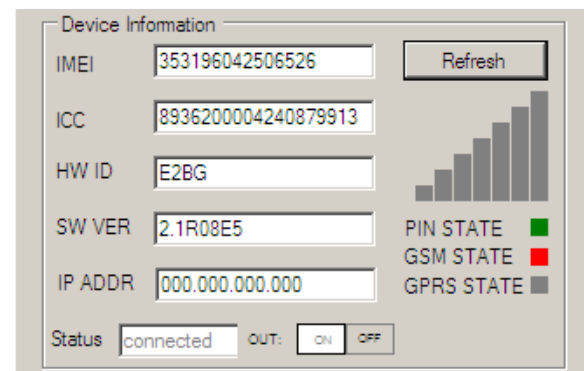 Device Information
IMEI 353196042506526 Refresh
ICC 8936200004240879913
HW ID E2BG
SW VER 2.1R08E5 PIN STATE
GSM STATE
IP ADDR 000.000.000.000 GPRS STATE
Status connected OUT: ON OFF